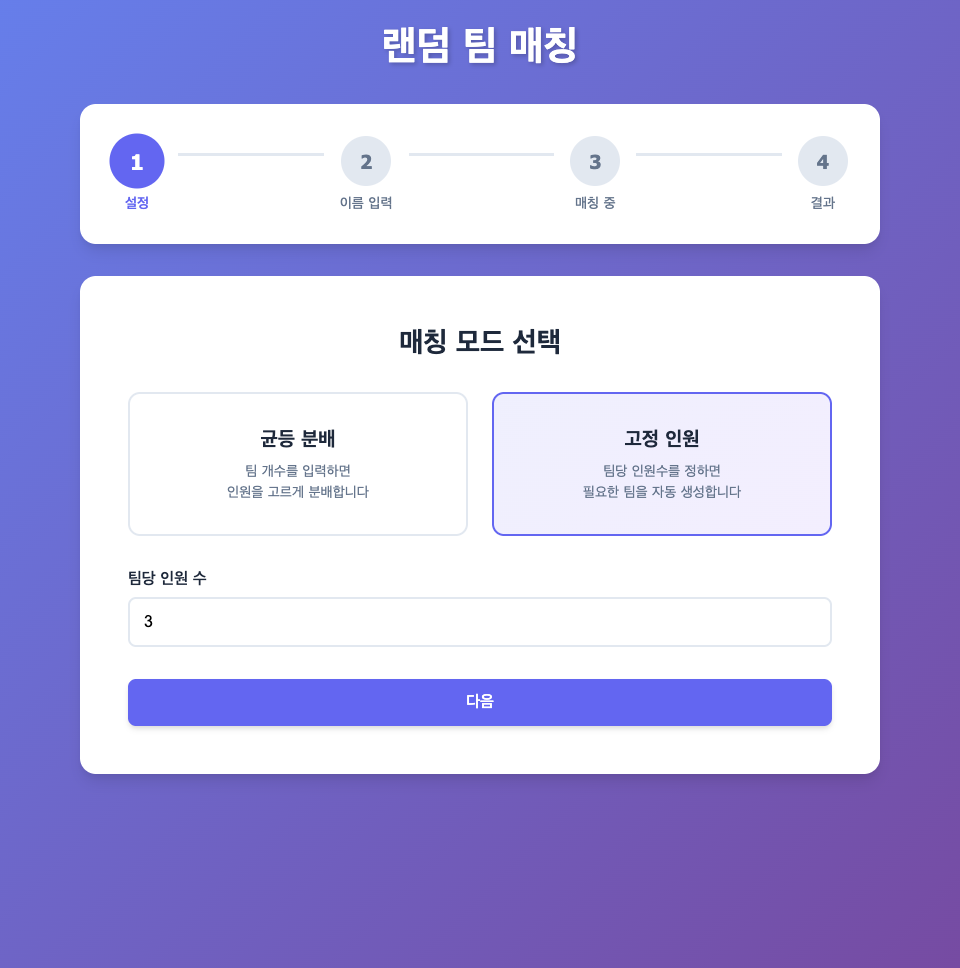 랜덤 팀 매칭
1
2
3
4
설정
이름 입력
매칭 중
결과
매칭 모드 선택
균등 분배
팀 개수를 입력하면
인원을 고르게 분배합니다
고정 인원
팀당 인원수를 정하면
필요한 팀을 자동 생성합니다
팀당 인원 수
3
다음